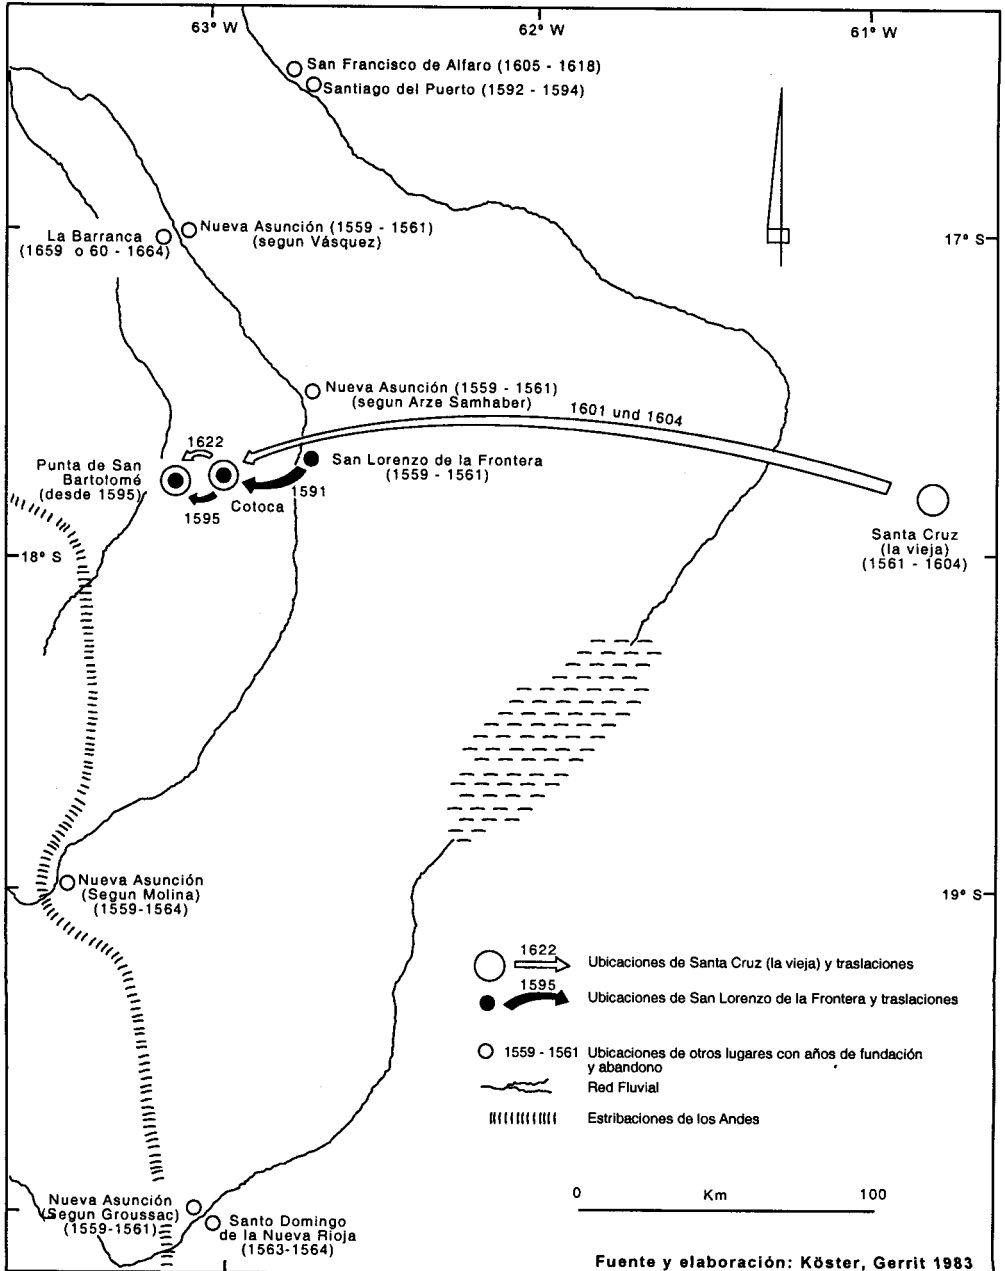 63° W
62° W
61° W
San Francisco de Alfaro (1605 - 1618)
Santiago del Puerto (1592 - 1594)
Nueva Asunción (1559 - 1561)
(segun Vásquez)
La Barranca
(1659 o 60 - 1664)
17° S
Nueva Asunción (1559 - 1561)
(segun Arze Samhaber)
1601 und 1604
1622
Punta de San
Bartotomé
(desde 1595)
San Lorenzo de la Frontera
(1559 - 1561)
1591
1595
Cotoca
Santa Cruz
(la vieja)
(1561 - 1604)
18° S
Nueva Asunción
(Segun Molina)
(1559-1564)
19° S
1622
Ubicaciones de Santa Cruz (la vieja) y traslaciones
1595
Ubicaciones de San Lorenzo de la Frontera y traslaciones
1559 - 1561 Ubicaciones de otros lugares con años de fundación
y abandono
Red Fluvial
Estribaciones de los Andes
Nueva Asunción
(Segun Groussac)
(1559-1561)
Santo Domingo
de la Nueva Rioja
(1563-1564)
0 Km 100
Fuente y elaboración: Köster, Gerrit 1983